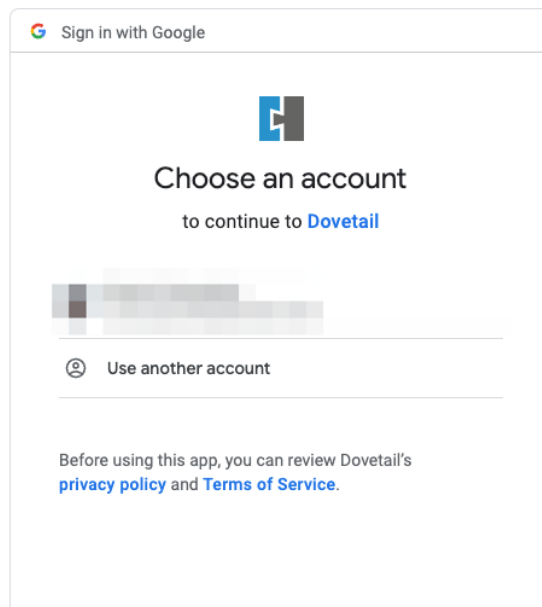 Sign in with Google
Choose an account
to continue to Dovetail
Use another account
Before using this app, you can review Dovetail's
privacy policy and Terms of Service.